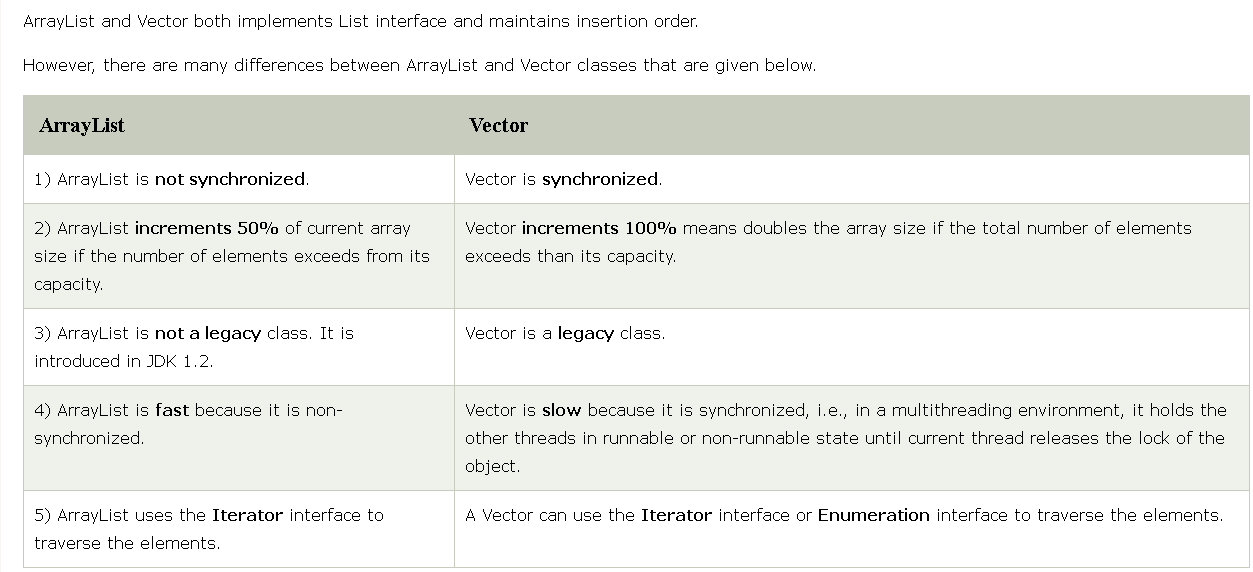 ArrayList and Vector both implements List interface and maintains insertion order.
However, there are many differences between ArrayList and Vector classes that are given below.
ArrayList
Vector
1) ArrayList is not synchronized.
Vector is synchronized.
2) ArrayList increments 50% of current array
size if the number of elements exceeds from its
capacity.
Vector increments 100% means doubles the array size if the total number of elements
exceeds than its capacity.
3) ArrayList is not a legacy class. It is
introduced in JDK 1.2.
Vector is a legacy class.
4) ArrayList is fast because it is non-
synchronized.
Vector is slow because it is synchronized, i.e., in a multithreading environment, it holds the
other threads in runnable or non-runnable state until current thread releases the lock of the
object.
5) ArrayList uses the Iterator interface to
traverse the elements.
A Vector can use the Iterator interface or Enumeration interface to traverse the elements.